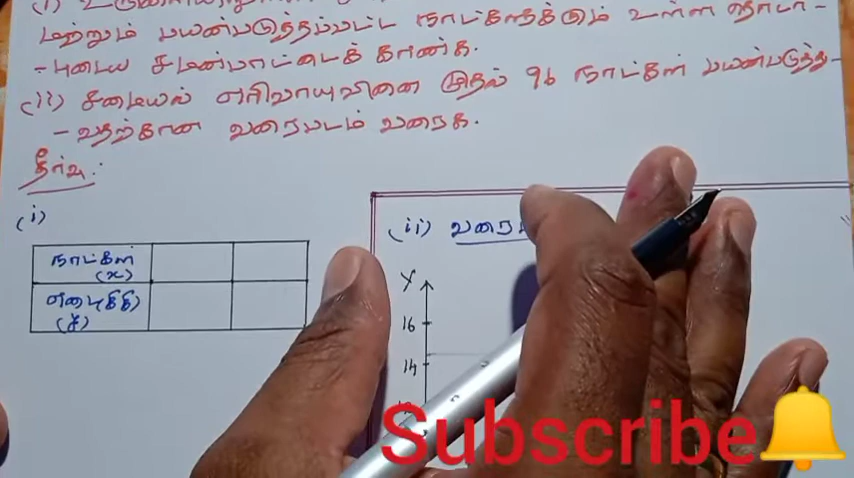 (i)
மற்றும் பயன்படுத்தப்பட்ட நாட்களுக்கும் உள்ள தொடர்-
-புடைய சமன்பாட்டைக் காண்க.
(ii) சமையல் எரிவாயுவினை முதல் 96 நாட்கள் பயன்படுத்து-
-வதற்கான வரைபடம் வரைக.
தீர்வு:
(i)
நாட்கள்
(x)
எடை(கிகி)
(y)
(ii) வரை
Y
16
14
Subscribe